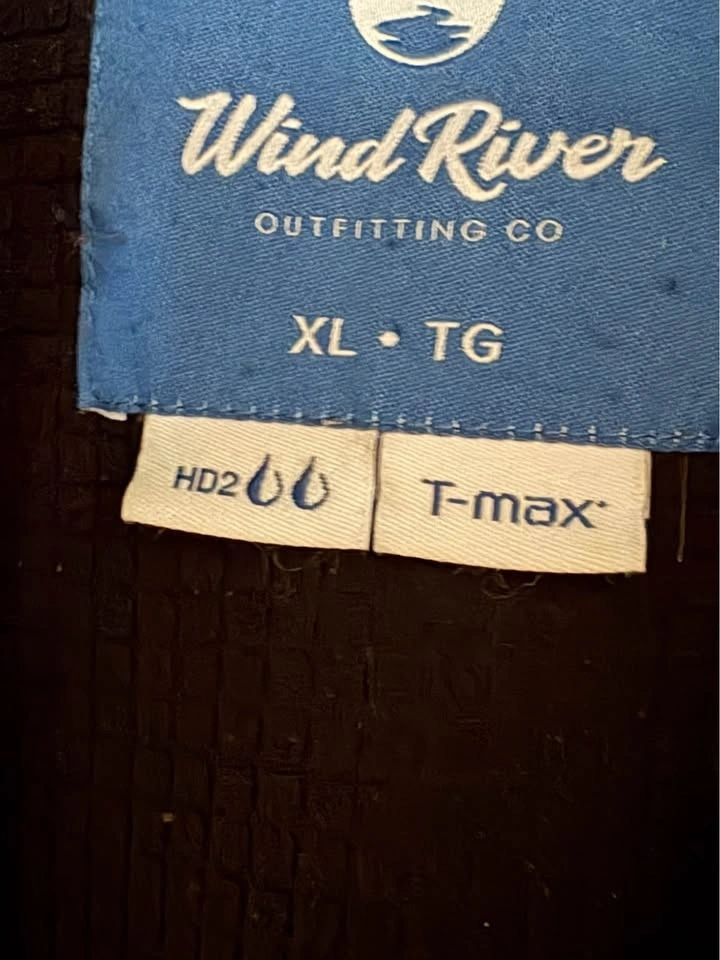 Wind River
OUTFITTING CO
XL • TG
HD2
T-max